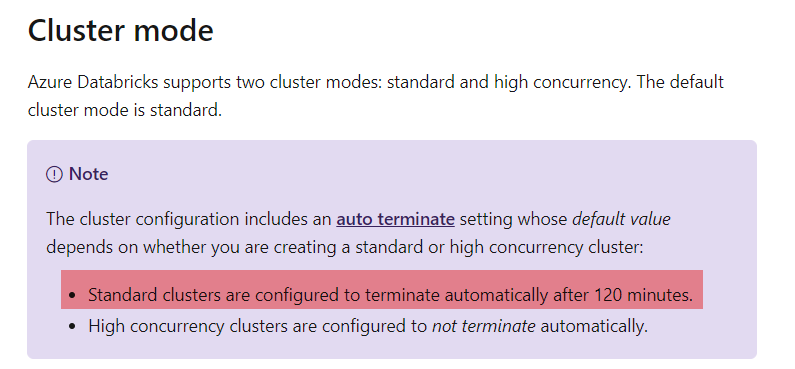 Cluster mode
Azure Databricks supports two cluster modes: standard and high concurrency. The default
cluster mode is standard.
Note
The cluster configuration includes an auto terminate setting whose default value
depends on whether you are creating a standard or high concurrency cluster:
• Standard clusters are configured to terminate automatically after 120 minutes.
• High concurrency clusters are configured to not terminate automatically.